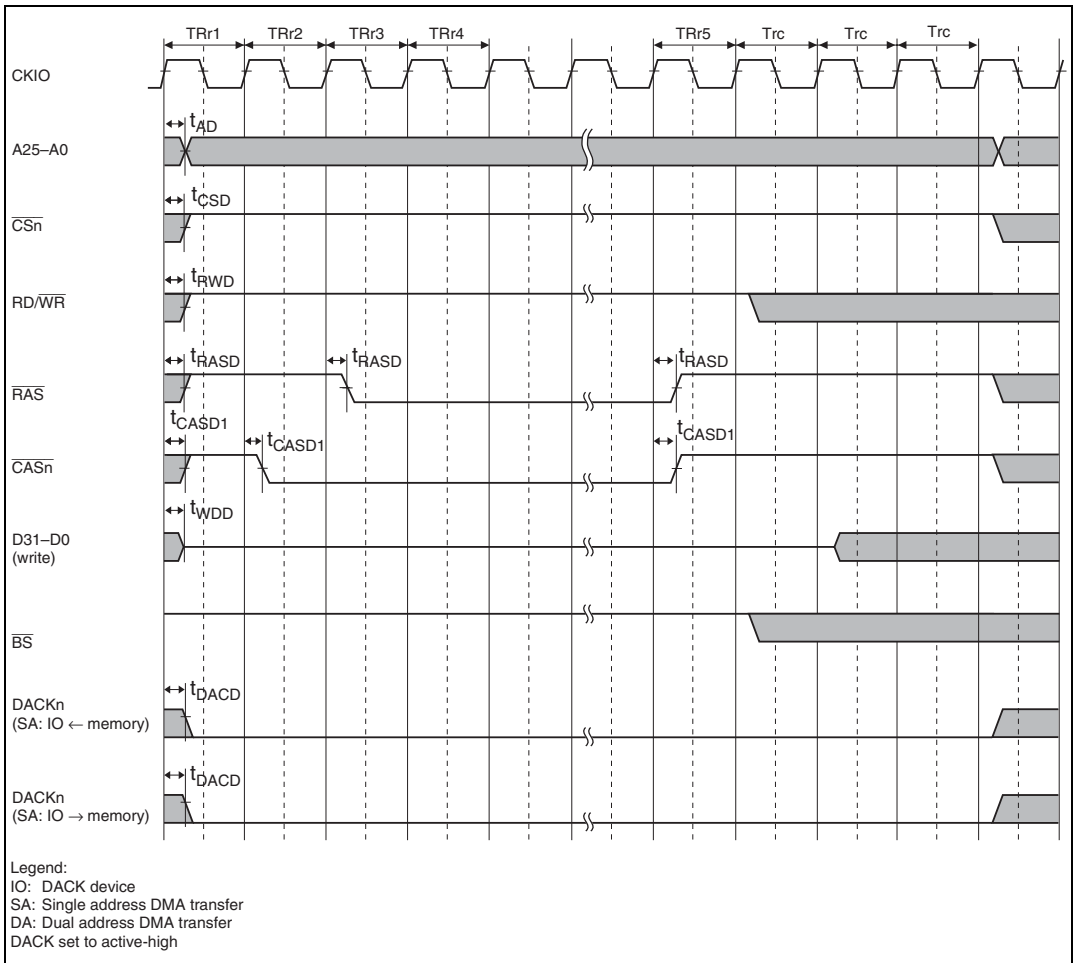 TRr1 TRr2 TRr3 TRr4 TRr5 Trc Trc Trc
CKIO
tAD
A25–A0
tCSD
CSn
tRWD
RD/WR
tRASD tRASD tRASD
RAS
tCASD1 tCASD1 tCASD1
CASn
tWDD
D31–D0
(write)
BS
tDACD
DACKn
(SA: IO ← memory)
tDACD
DACKn
(SA: IO → memory)
Legend:
IO: DACK device
SA: Single address DMA transfer
DA: Dual address DMA transfer
DACK set to active-high